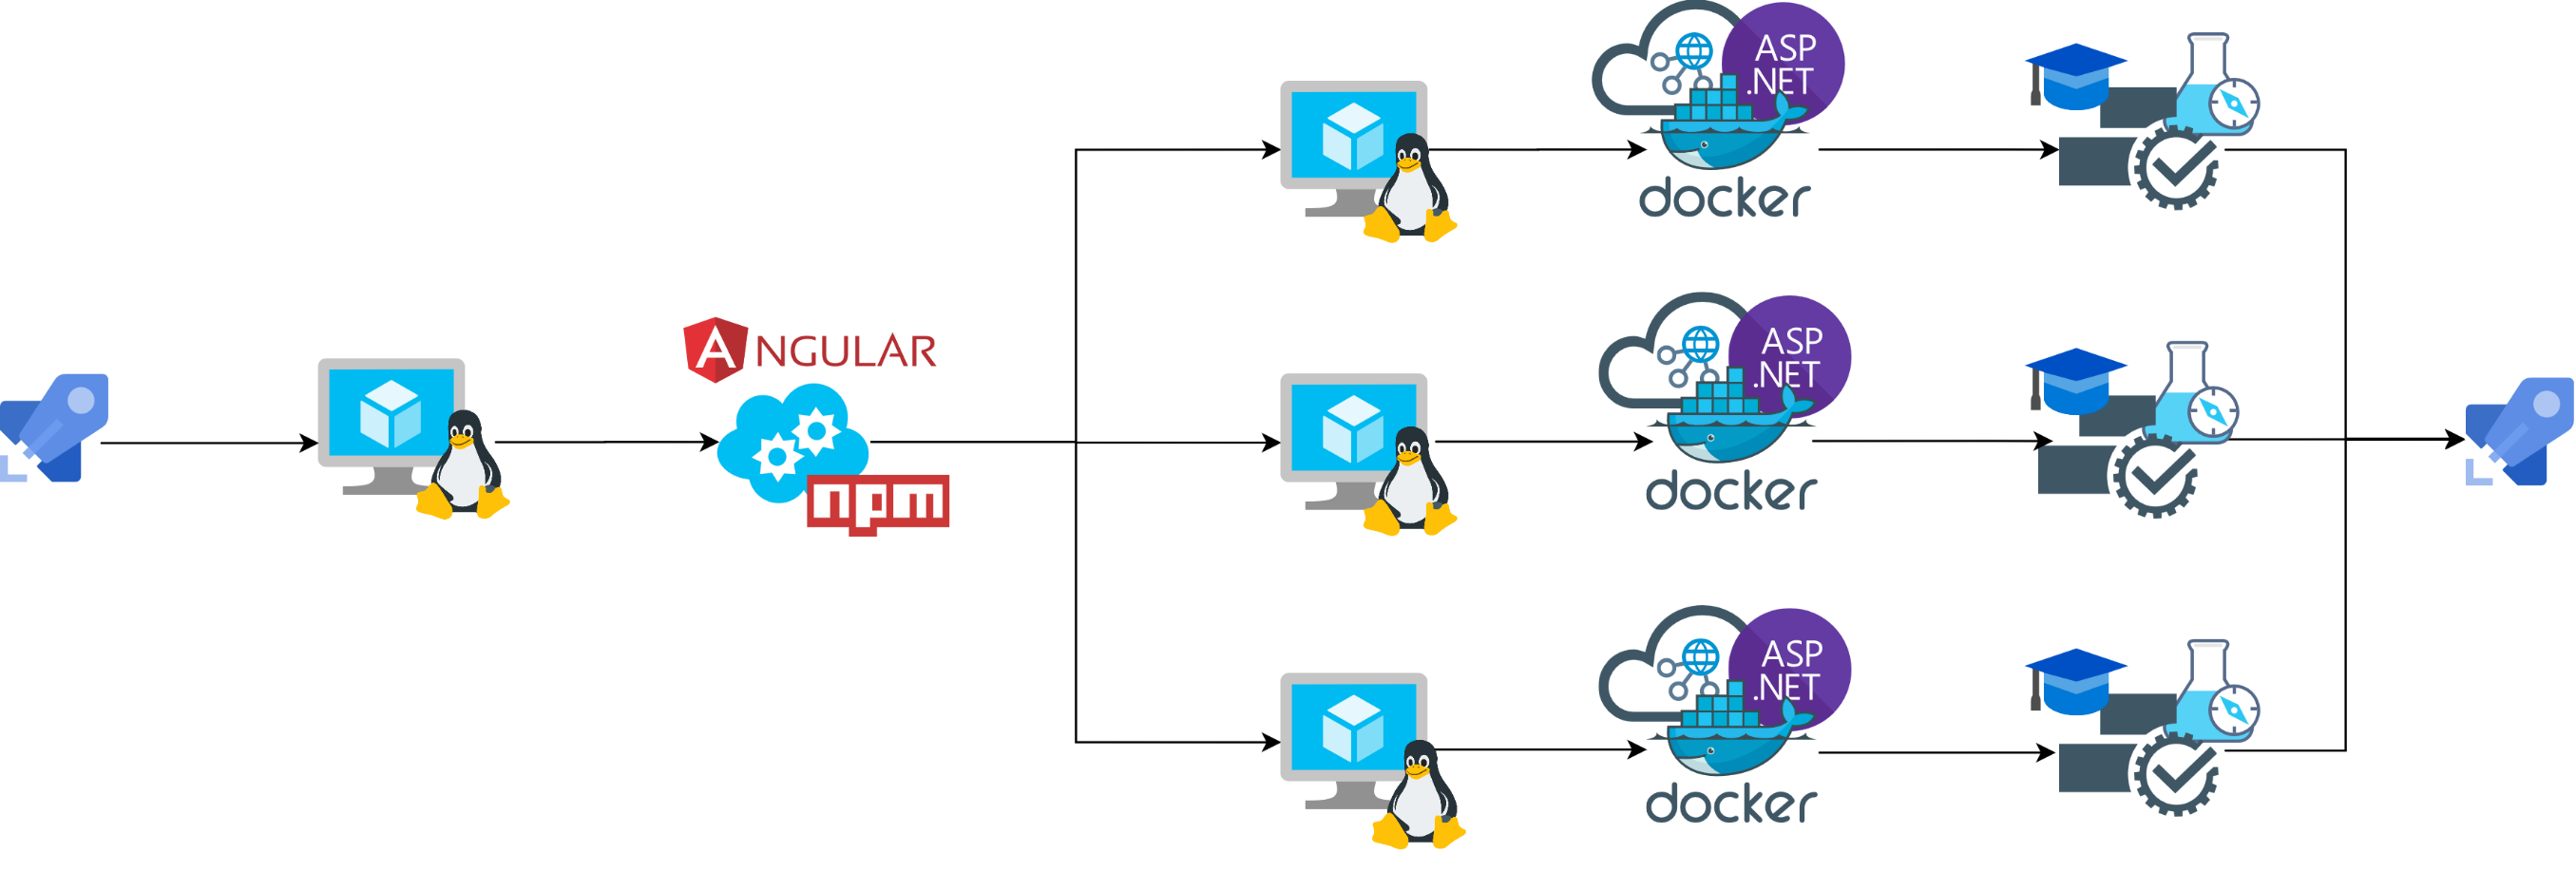 ASP
.NET
docker
ANGULAR
npm
ASP
.NET
docker
ASP
.NET
docker